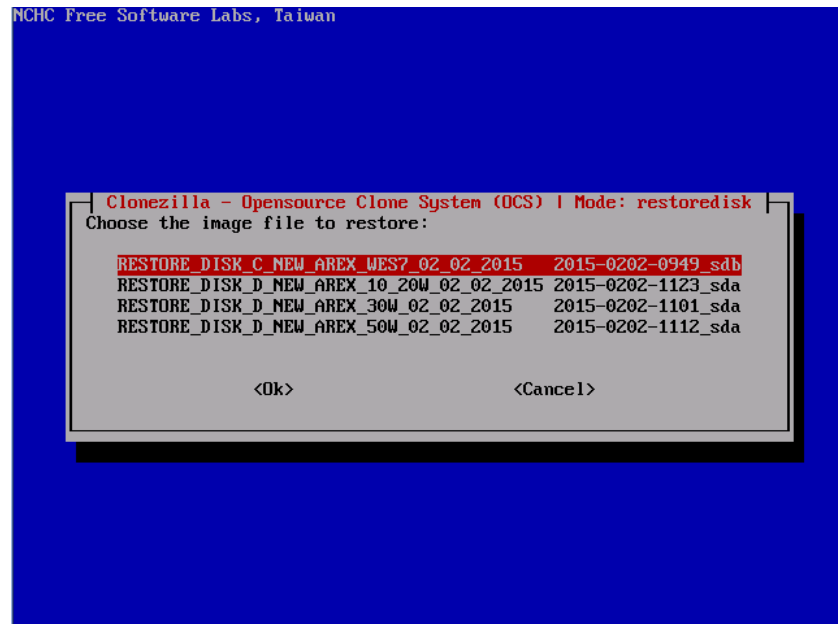 NCHC Free Software Labs, Taiwan
Clonezilla - Opensource Clone System (OCS) | Mode: restoredisk
Choose the image file to restore:
RESTORE_DISK_C_NEW_AREX_WES7_02_02_2015 2015-0202-0949_sdb
RESTORE_DISK_D_NEW_AREX_10_20W_02_02_2015 2015-0202-1123_sda
RESTORE_DISK_D_NEW_AREX_30W_02_02_2015 2015-0202-1101_sda
RESTORE_DISK_D_NEW_AREX_50W_02_02_2015 2015-0202-1112_sda
<Ok> <Cancel>